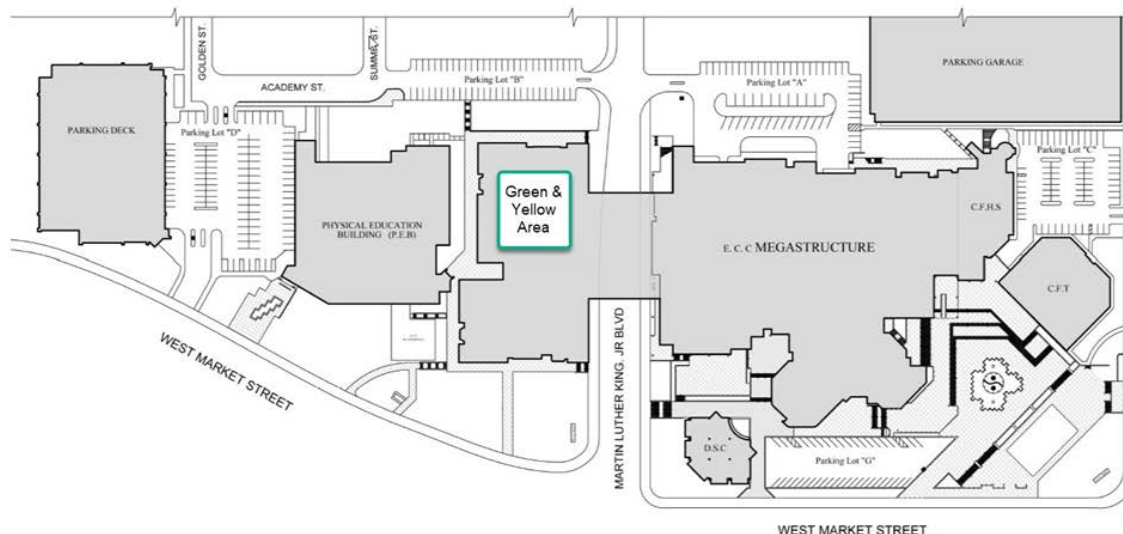 GOLDEN ST.
SUMMIT ST.
PARKING GARAGE
Parking Lot "B"
Parking Lot "A"
ACADEMY ST.
PARKING DECK
Parking Lot "D"
Parking Lot "C"
Green &
Yellow
Area
C.F.H.S
PHYSICAL EDUCATION
BUILDING (P.E.B)
E. C. C MEGASTRUCTURE
C.F.T
WEST MARKET STREET
MARTIN LUTHER KING. JR BLVD
D.S.C
Parking Lot "G"
WEST MARKET STREET